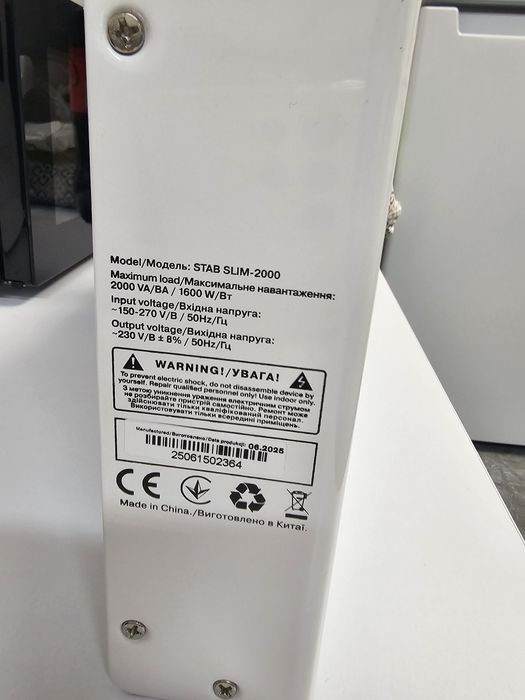 Model/Модель: STAB SLIM-2000
Maximum load/Максимальне навантаження:
2000 VA/ВА / 1600 W/Вт
Input voltage/Вхідна напруга:
~150-270 V/В / 50Hz/Гц
Output voltage/Вихідна напруга:
~230 V/В ± 8% / 50Hz/Гц
WARNING!/УВАГА!
To prevent electric shock, do not disassemble device by
yourself. Repair qualified personnel only! Use indoor only.
З метою уникнення ураження електричним струмом
не розбирайте пристрій самостійно. Ремонт може
здійснювати тільки кваліфікований персонал.
Використовувати тільки всередині приміщень.
Manufactured/Виготовлено/Data produkcji: 06.2025
25061502364
CE
Made in China./Виготовлено в Китаї.